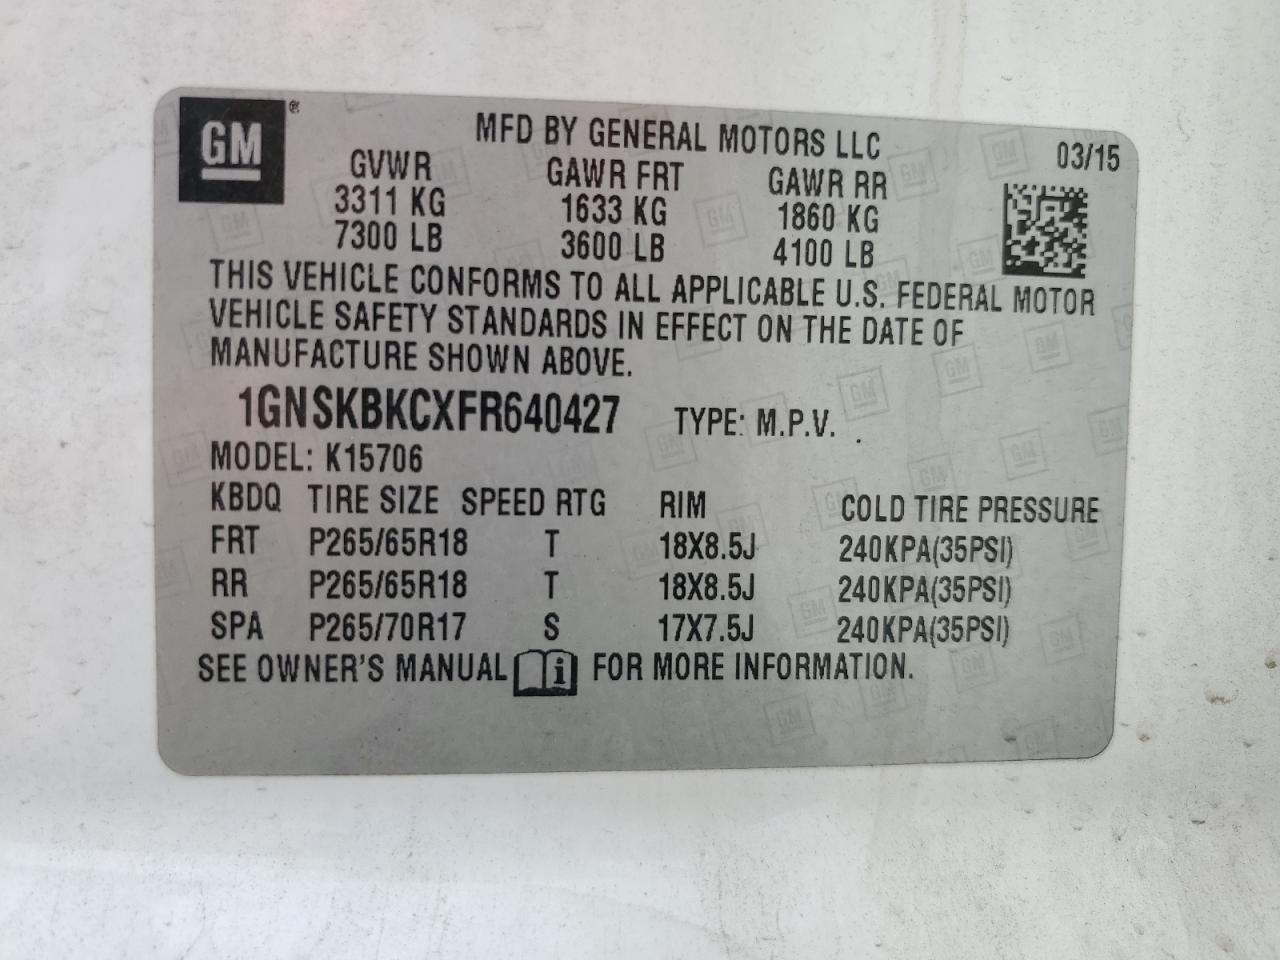 GM®
MFD BY GENERAL MOTORS LLC
03/15
GVWR GAWR FRT GAWR RR
3311 KG 1633 KG 1860 KG
7300 LB 3600 LB 4100 LB
THIS VEHICLE CONFORMS TO ALL APPLICABLE U.S. FEDERAL MOTOR
VEHICLE SAFETY STANDARDS IN EFFECT ON THE DATE OF
MANUFACTURE SHOWN ABOVE.
1GNSKBKCXFR640427 TYPE: M.P.V.
MODEL: K15706
KBDQ TIRE SIZE SPEED RTG RIM COLD TIRE PRESSURE
FRT P265/65R18 T 18X8.5J 240KPA(35PSI)
RR P265/65R18 T 18X8.5J 240KPA(35PSI)
SPA P265/70R17 S 17X7.5J 240KPA(35PSI)
SEE OWNER'S MANUAL i FOR MORE INFORMATION.